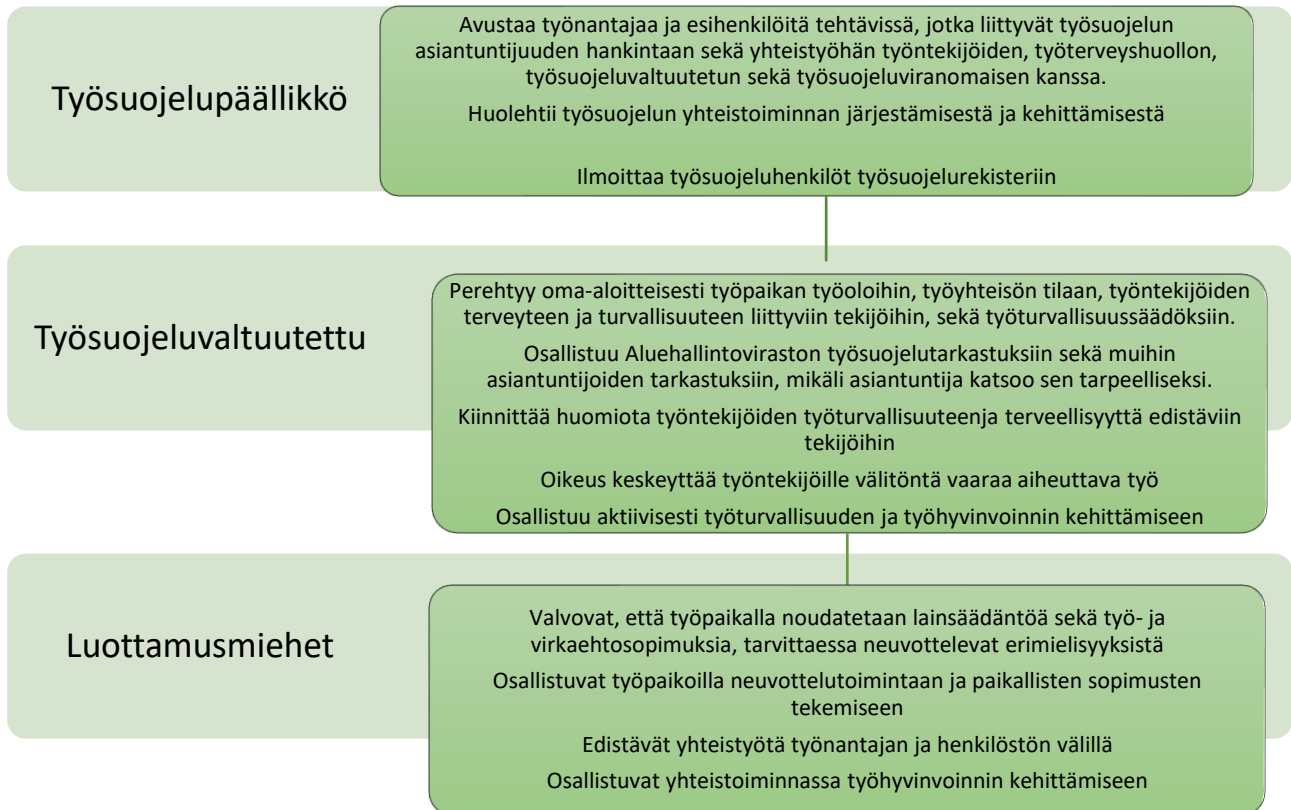 Työsuojelupäällikkö
Avustaa työnantajaa ja esihenkilöitä tehtävissä, jotka liittyvät työsuojelun
asiantuntijuuden hankintaan sekä yhteistyöhän työntekijöiden, työterveyshuollon,
työsuojeluvaltuutetun sekä työsuojeluviranomaisen kanssa.
Huolehtii työsuojelun yhteistoiminnan järjestämisestä ja kehittämisestä
Ilmoittaa työsuojeluhenkilöt työsuojelurekisteriin
Työsuojeluvaltuutettu
Perehtyy oma-aloitteisesti työpaikan työoloihin, työyhteisön tilaan, työntekijöiden
terveyteen ja turvallisuuteen liittyviin tekijöihin, sekä työturvallisuussäädöksiin.
Osallistuu Aluehallintoviraston työsuojelutarkastuksiin sekä muihin
asiantuntijoiden tarkastuksiin, mikäli asiantuntija katsoo sen tarpeelliseksi.
Kiinnittää huomiota työntekijöiden työturvallisuuteenja terveellisyyttä edistäviin
tekijöihin
Oikeus keskeyttää työntekijöille välitöntä vaaraa aiheuttava työ
Osallistuu aktiivisesti työturvallisuuden ja työhyvinvoinnin kehittämiseen
Luottamusmiehet
Valvovat, että työpaikalla noudatetaan lainsäädäntöä sekä työ- ja
virkaehtosopimuksia, tarvittaessa neuvottelevat erimielisyyksistä
Osallistuvat työpaikoilla neuvottelutoimintaan ja paikallisten sopimusten
tekemiseen
Edistävät yhteistyötä työnantajan ja henkilöstön välillä
Osallistuvat yhteistoiminnassa työhyvinvoinnin kehittämiseen